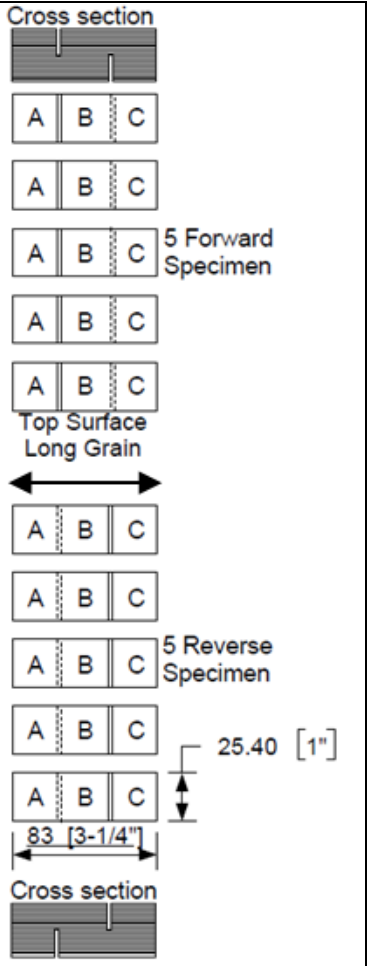 Cross section
A B C
A B C
A B C
5 Forward
Specimen
A B C
A B C
Top Surface
Long Grain
A B C
A B C
A B C
5 Reverse
Specimen
A B C
A B C
25.40 [1"]
83 [3-1/4"]
Cross section